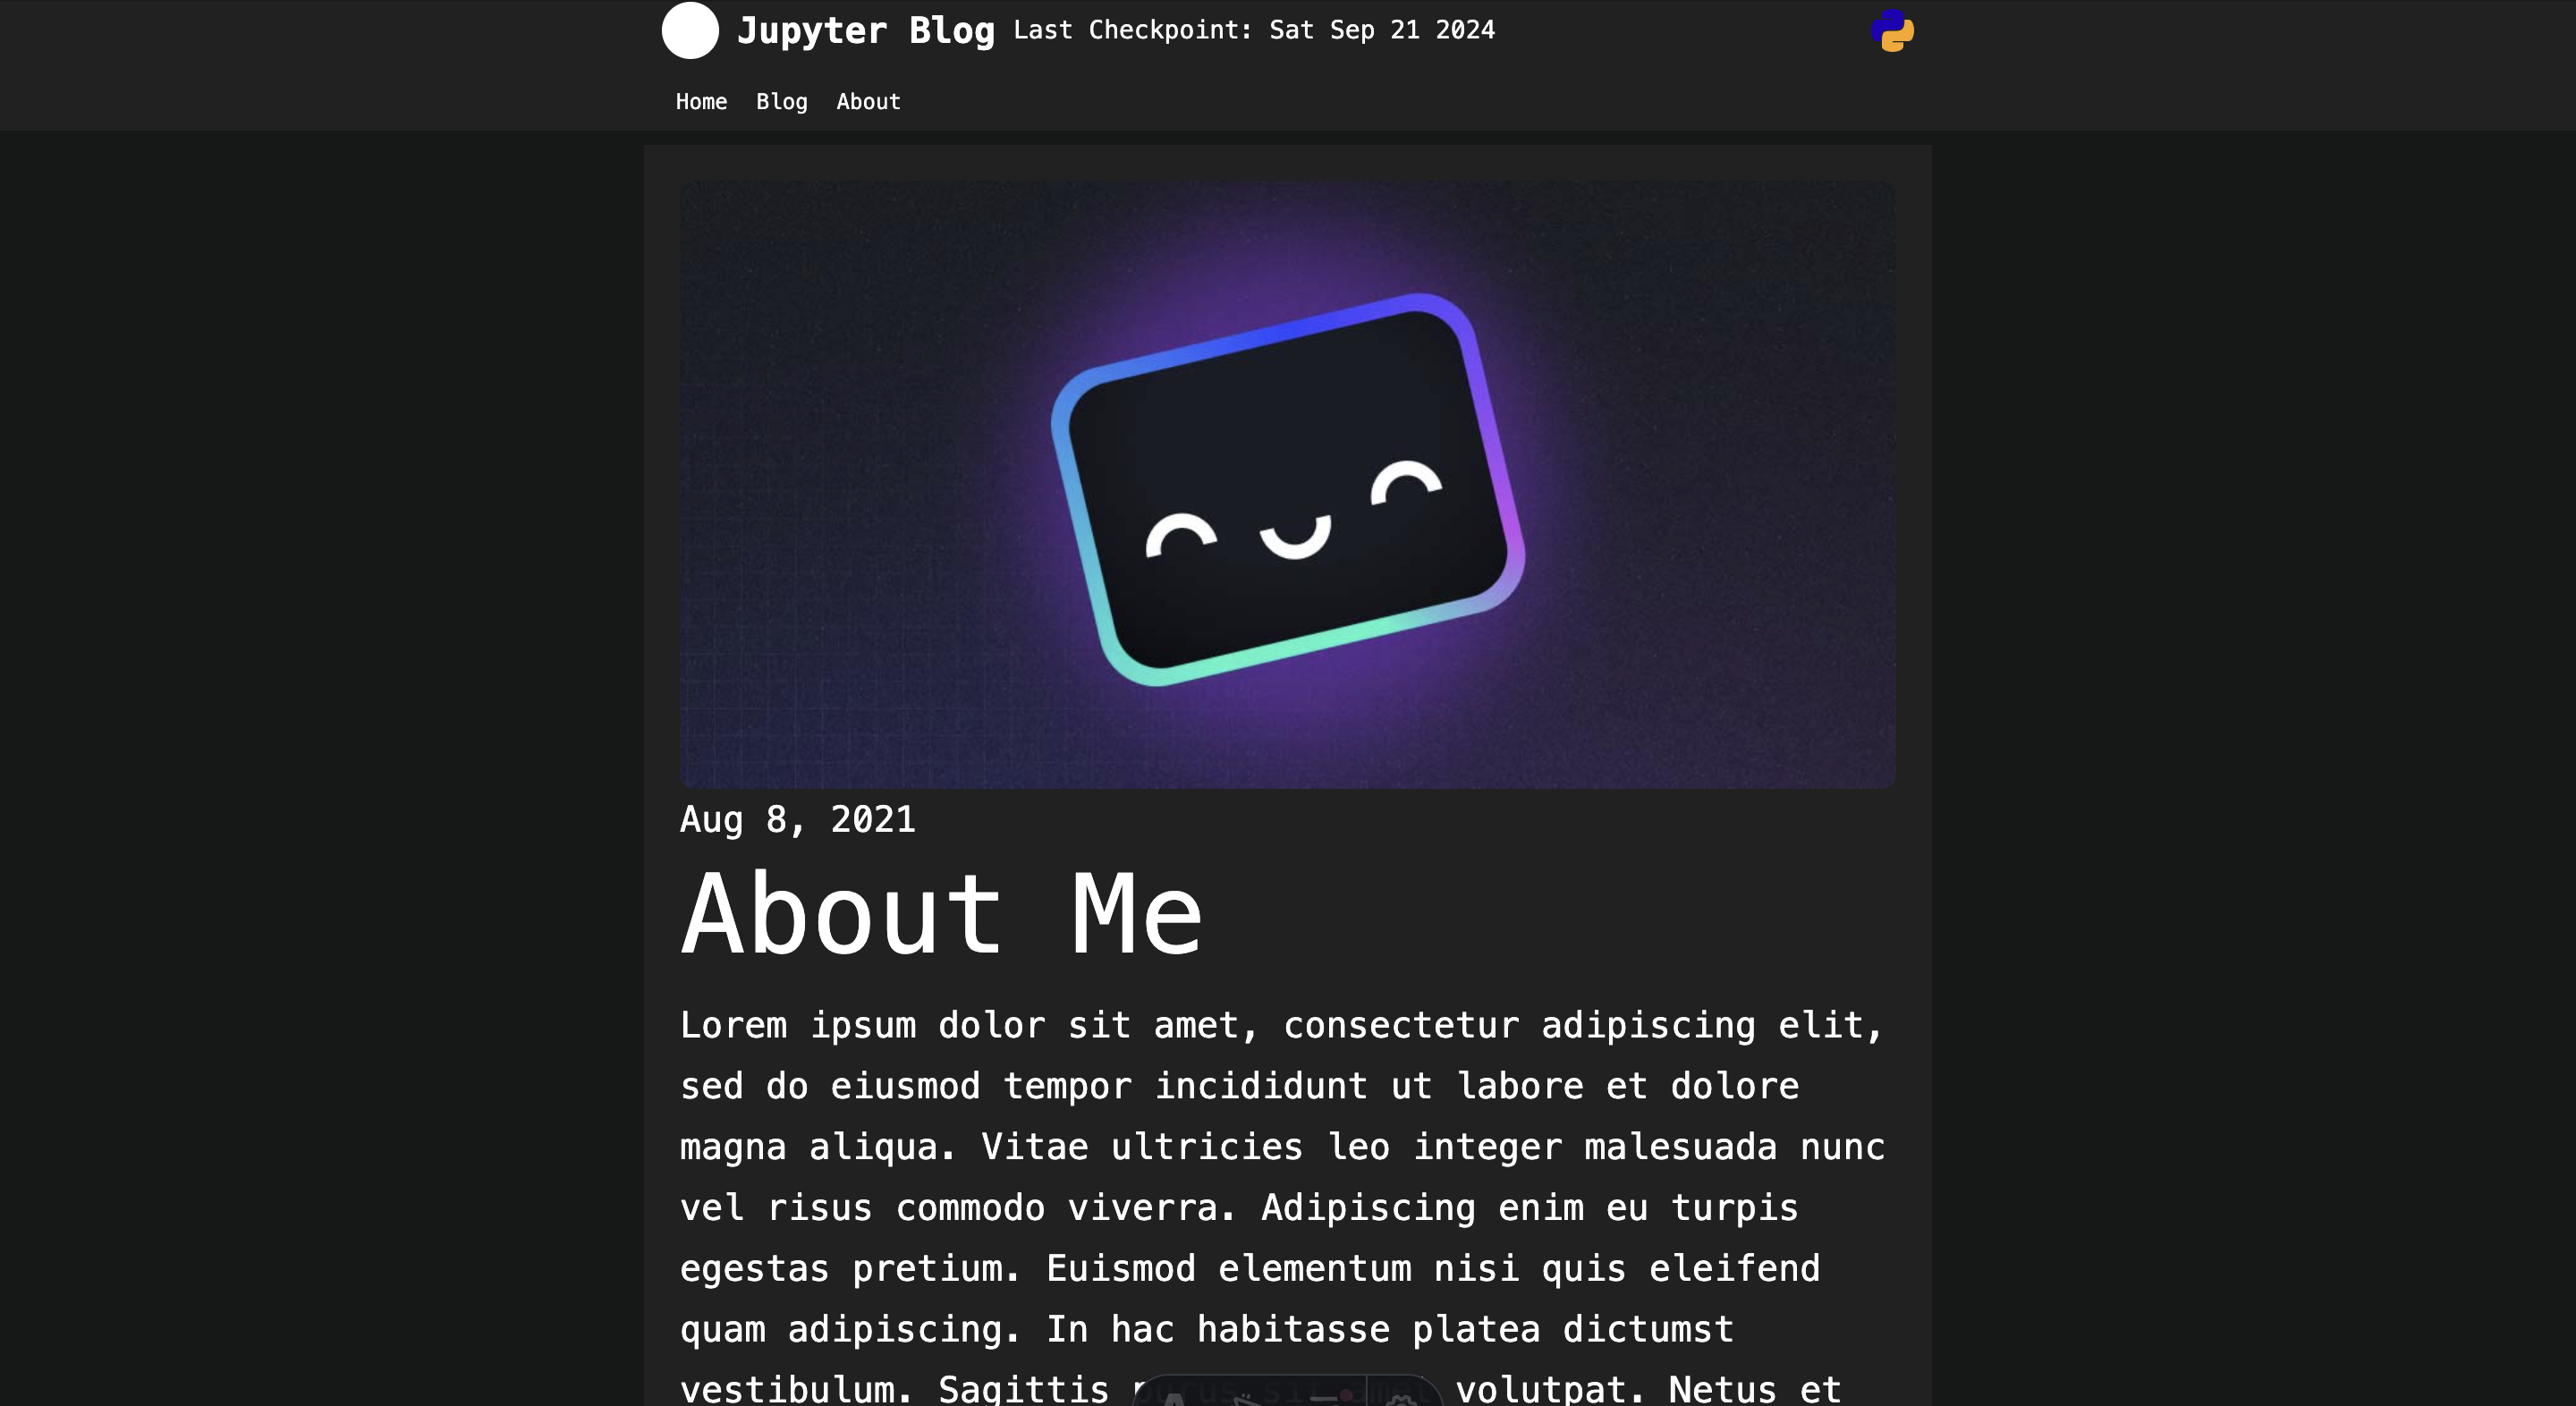 Jupyter Blog Last Checkpoint: Sat Sep 21 2024
Home Blog About
Aug 8, 2021
About Me
Lorem ipsum dolor sit amet, consectetur adipiscing elit,
sed do eiusmod tempor incididunt ut labore et dolore
magna aliqua. Vitae ultricies leo integer malesuada nunc
vel risus commodo viverra. Adipiscing enim eu turpis
egestas pretium. Euismod elementum nisi quis eleifend
quam adipiscing. In hac habitasse platea dictumst
vestibulum. Sagittis purus sit amet volutpat. Netus et